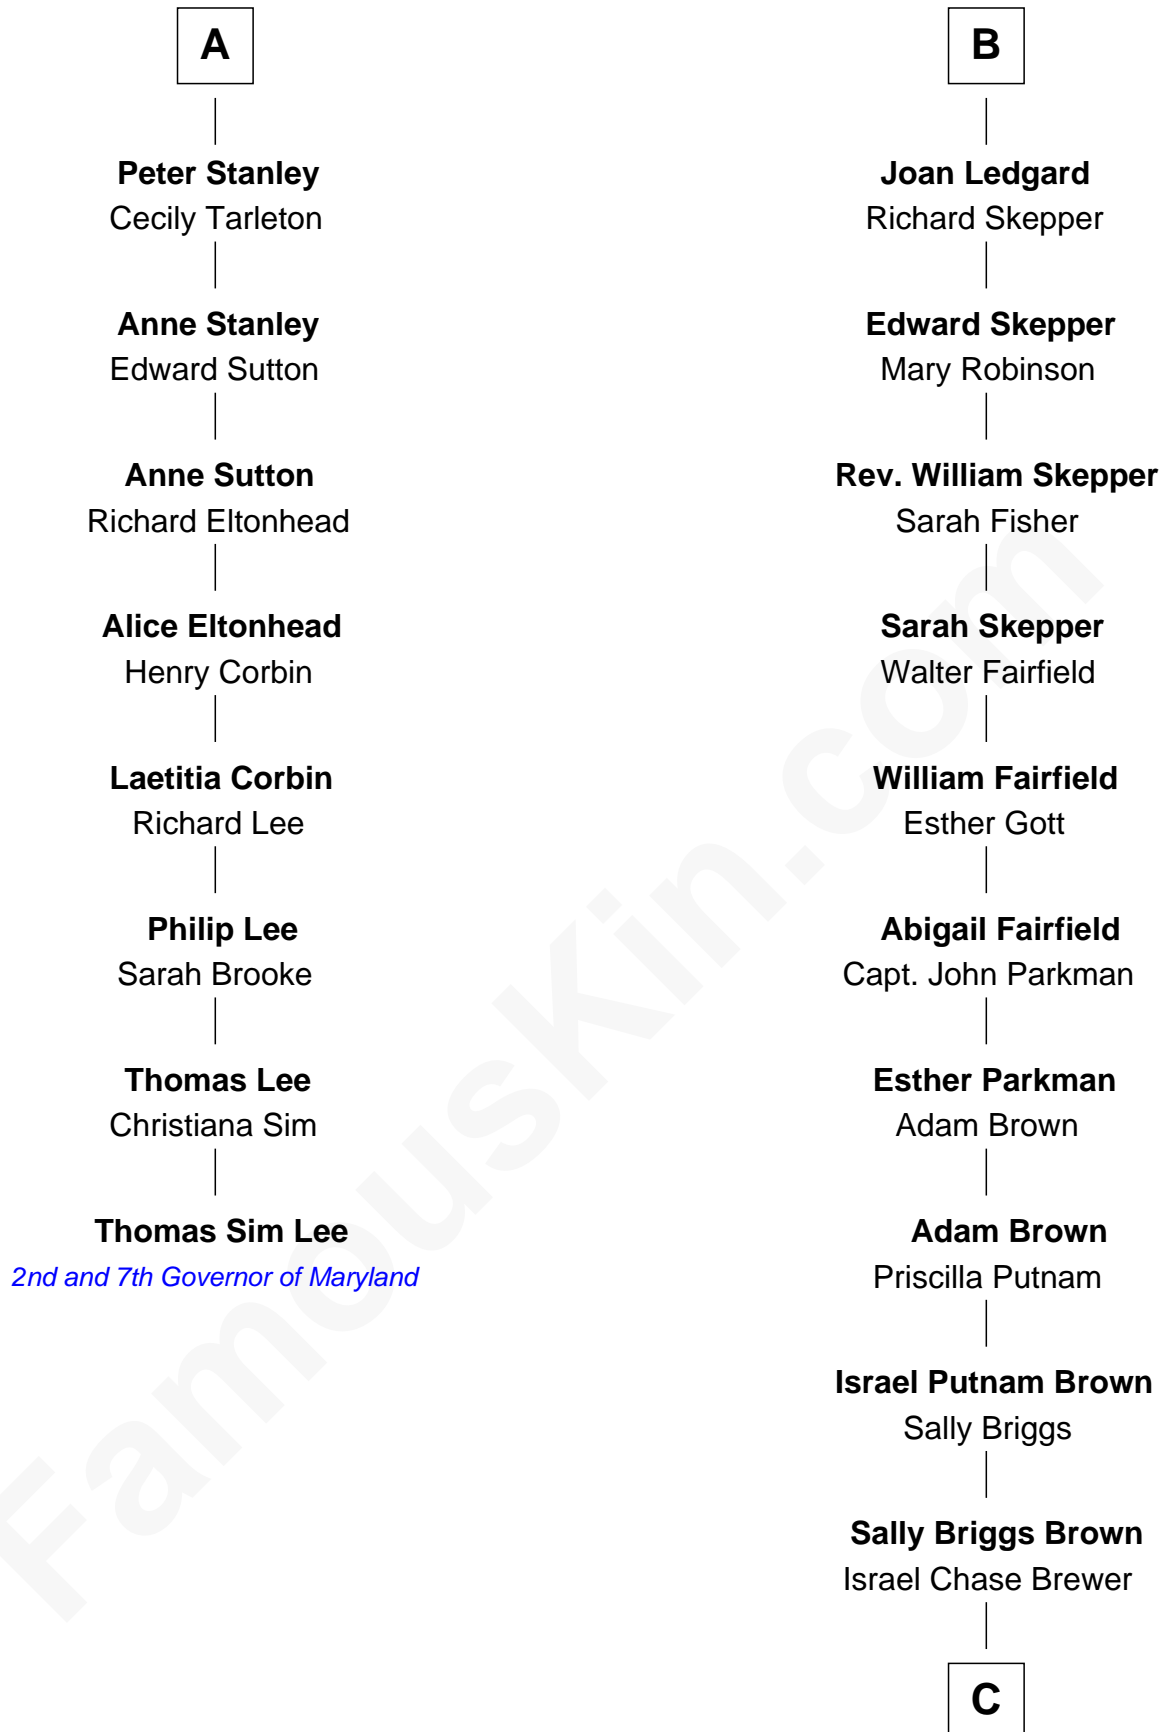 A
Peter Stanley
Cecily Tarleton
Anne Stanley
Edward Sutton
Anne Sutton
Richard Eltonhead
Alice Eltonhead
Henry Corbin
Laetitia Corbin
Richard Lee
Philip Lee
Sarah Brooke
Thomas Lee
Christiana Sim
Thomas Sim Lee
2nd and 7th Governor of Maryland
B
Joan Ledgard
Richard Skepper
Edward Skepper
Mary Robinson
Rev. William Skepper
Sarah Fisher
Sarah Skepper
Walter Fairfield
William Fairfield
Esther Gott
Abigail Fairfield
Capt. John Parkman
Esther Parkman
Adam Brown
Adam Brown
Priscilla Putnam
Israel Putnam Brown
Sally Briggs
Sally Briggs Brown
Israel Chase Brewer
C
FamousKin.com